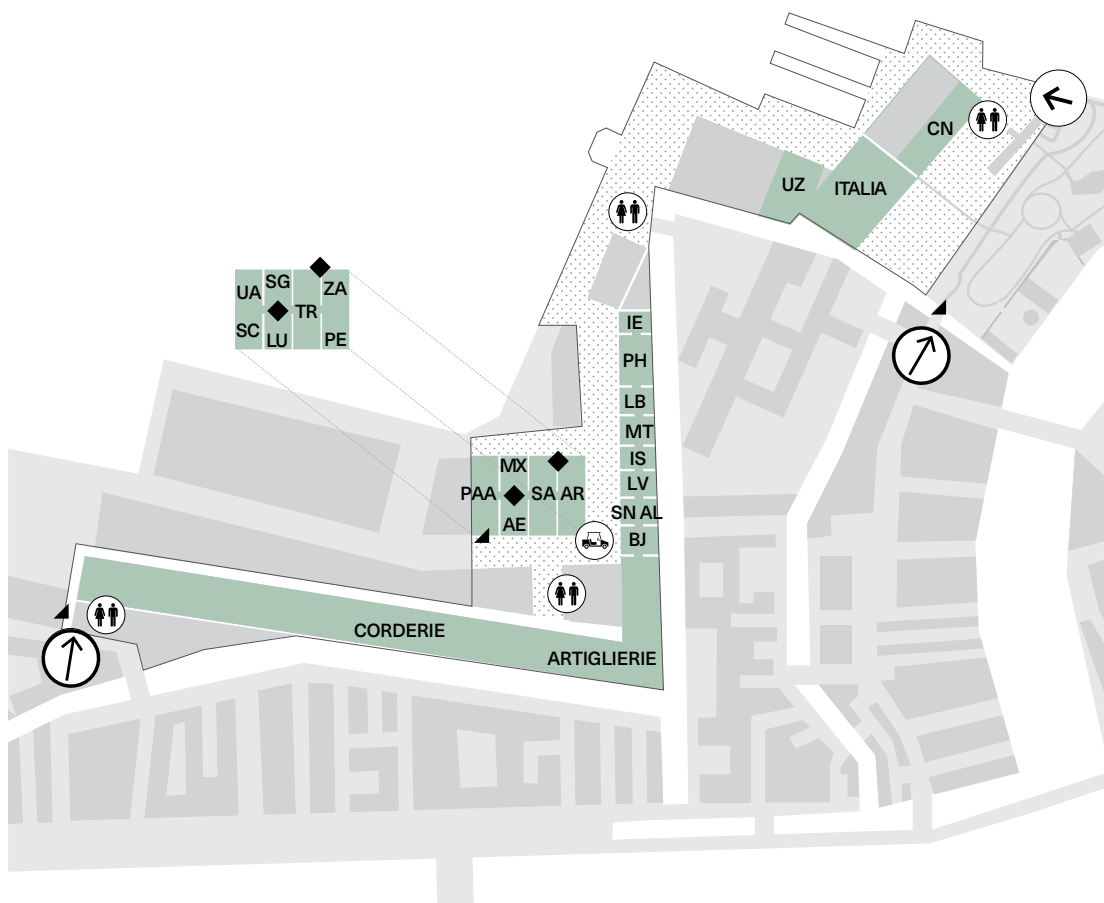 CN
UZ
ITALIA
SG
UA
ZA
TR
SC
LU
PE
IE
PH
LB
MT
IS
LV
SN AL
BJ
MX
PAA
SA
AR
AE
CORDERIE
ARTIGLIERIE